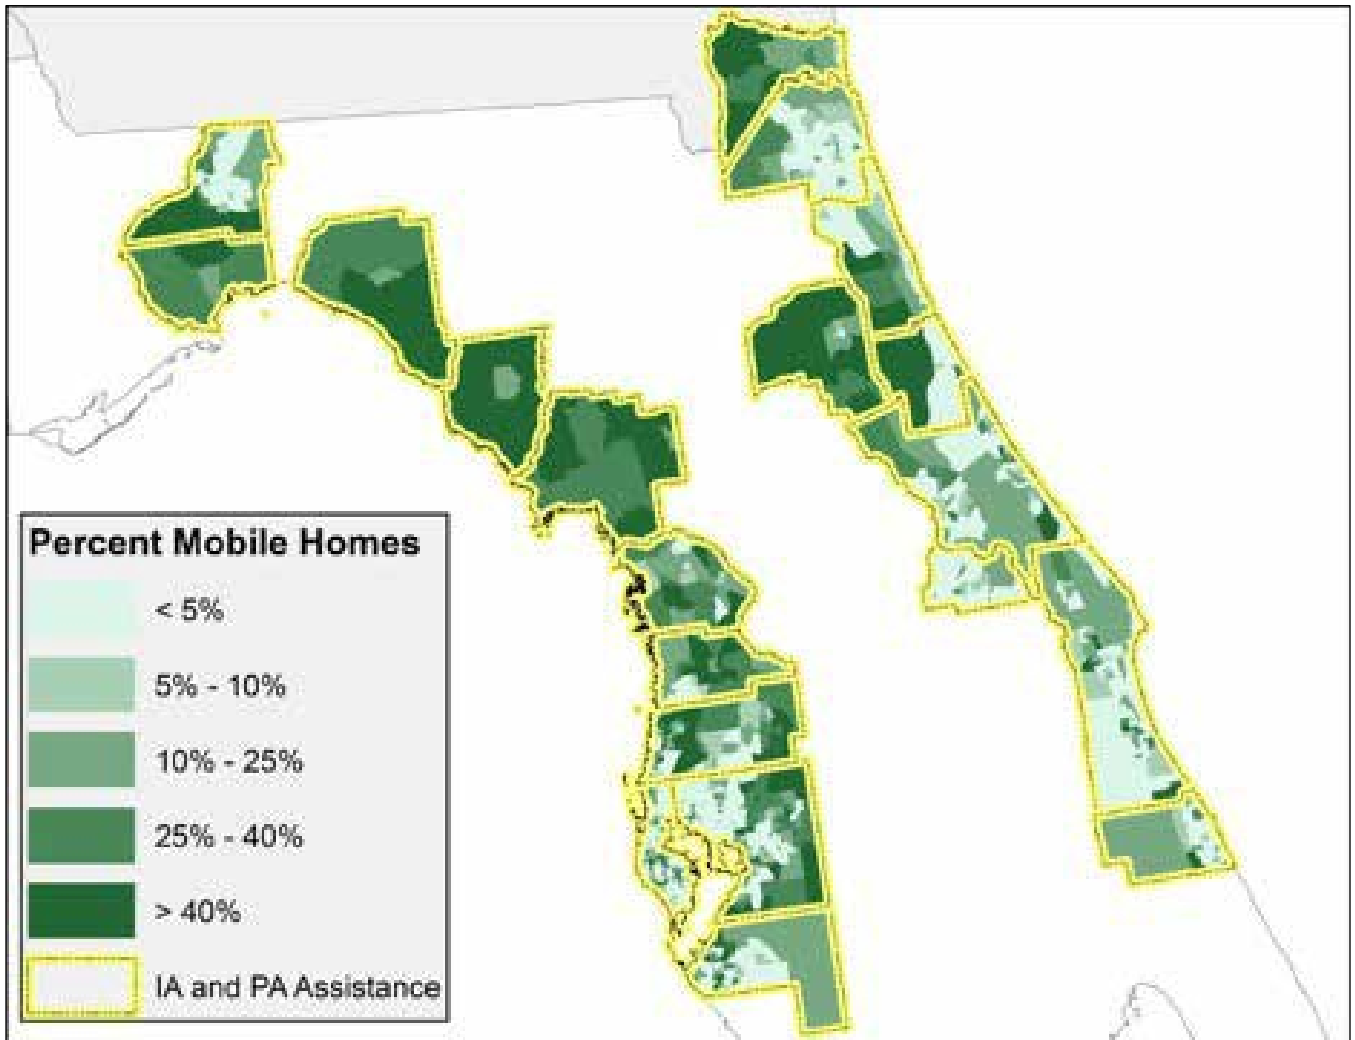 Percent Mobile Homes
< 5%
5% - 10%
10% - 25%
25% - 40%
> 40%
IA and PA Assistance